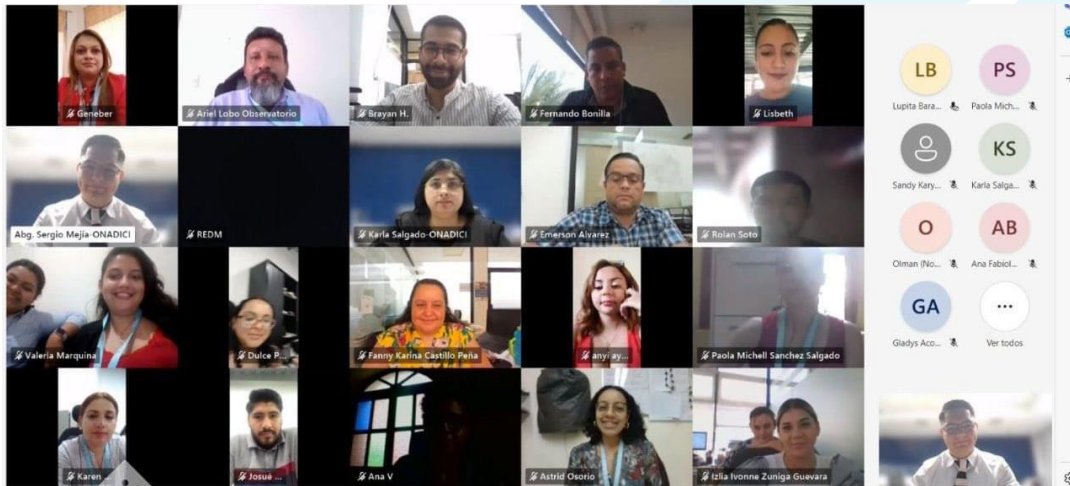 Geneber
Ariel Lobo Observatorio
Brayan H.
Fernando Bonilla
Lisbeth
LB
PS
Lupita Bara...
Paola Mich...
Abg. Sergio Mejía-ONADICI
REDM
Karla Salgado-ONADICI
Emerson Alvarez
Rolan Soto
KS
Sandy Kary...
Karla Salga...
O
AB
Olman (No...
Ana Fabiol...
Valeria Marquina
Dulce P...
Fanny Karina Castillo Peña
anyi ay...
Paola Michell Sanchez Salgado
GA
...
Gladys Aco...
Ver todos
Karen ...
Josué ...
Ana V
Astrid Osorio
Izlia Ivonne Zuniga Guevara